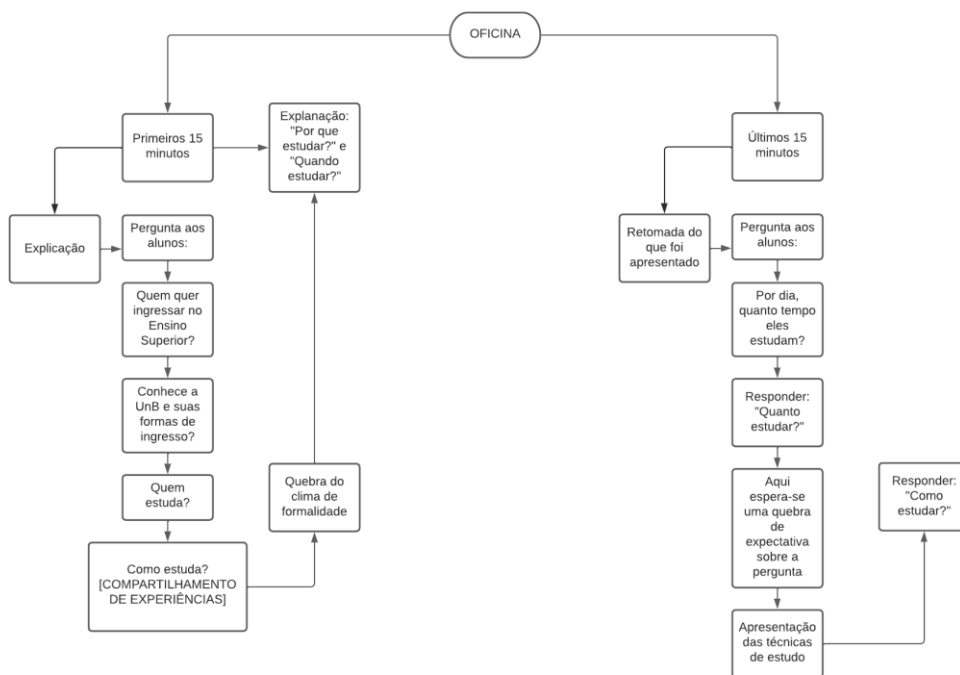 OFICINA
Primeiros 15
minutos
Explanação:
"Por que
estudar?" e
"Quando
estudar?"
Explicação
Pergunta aos
alunos:
Quem quer
ingressar no
Ensino
Superior?
Conhece a
UnB e suas
formas de
ingresso?
Quem
estuda?
Como estuda?
[COMPARTILHAMENTO
DE EXPERIÊNCIAS]
Quebra do
clima de
formalidade
Últimos 15
minutos
Retomada do
que foi
apresentado
Pergunta aos
alunos:
Por dia,
quanto tempo
eles
estudam?
Responder:
"Quanto
estudar?"
Aqui
espera-se
uma quebra
de
expectativa
sobre a
pergunta
Apresentação
das técnicas
de estudo
Responder:
"Como
estudar?"